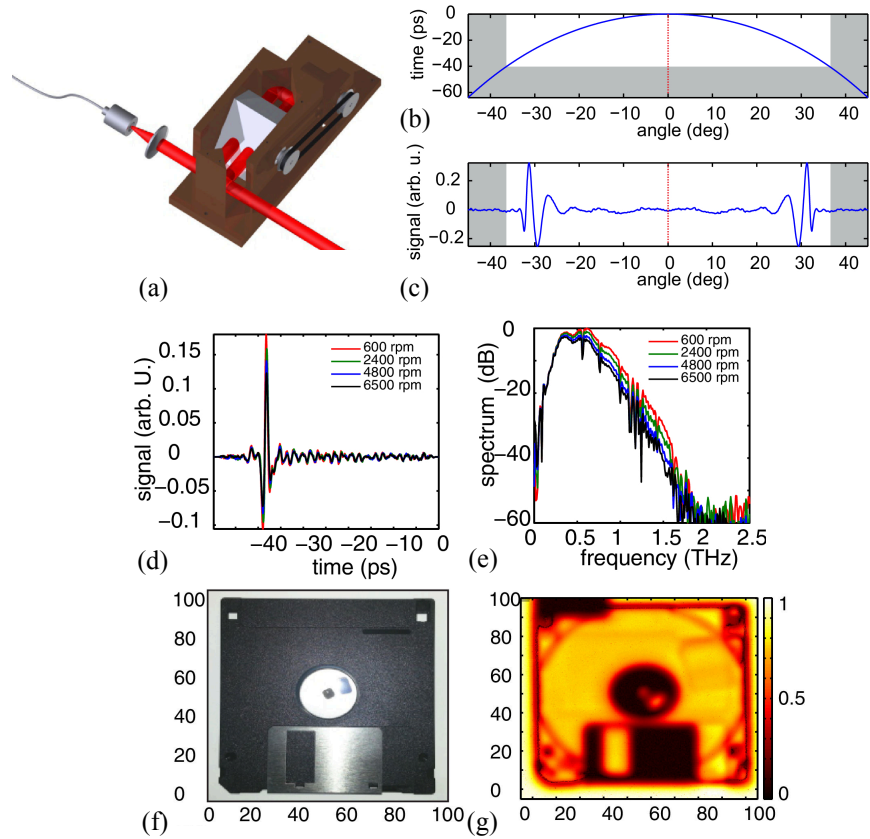 (a)
0
−20
−40
−60
time (ps)
−40 −30 −20 −10 0 10 20 30 40
angle (deg)
(b)
0.2
0
−0.2
signal (arb. u.)
−40 −30 −20 −10 0 10 20 30 40
angle (deg)
(c)
0.15
0.1
0.05
0
−0.05
−0.1
signal (arb. U.)
600 rpm
2400 rpm
4800 rpm
6500 rpm
−40 −30 −20 −10 0
time (ps)
(d)
0
−20
−40
−60
spectrum (dB)
600 rpm
2400 rpm
4800 rpm
6500 rpm
0 0.5 1.0 1.5 2.0 2.5
frequency (THz)
(e)
100
80
60
40
20
0
0 20 40 60 80 100
(f)
100
80
60
40
20
0
0 20 40 60 80 100
1
0.5
0
(g)